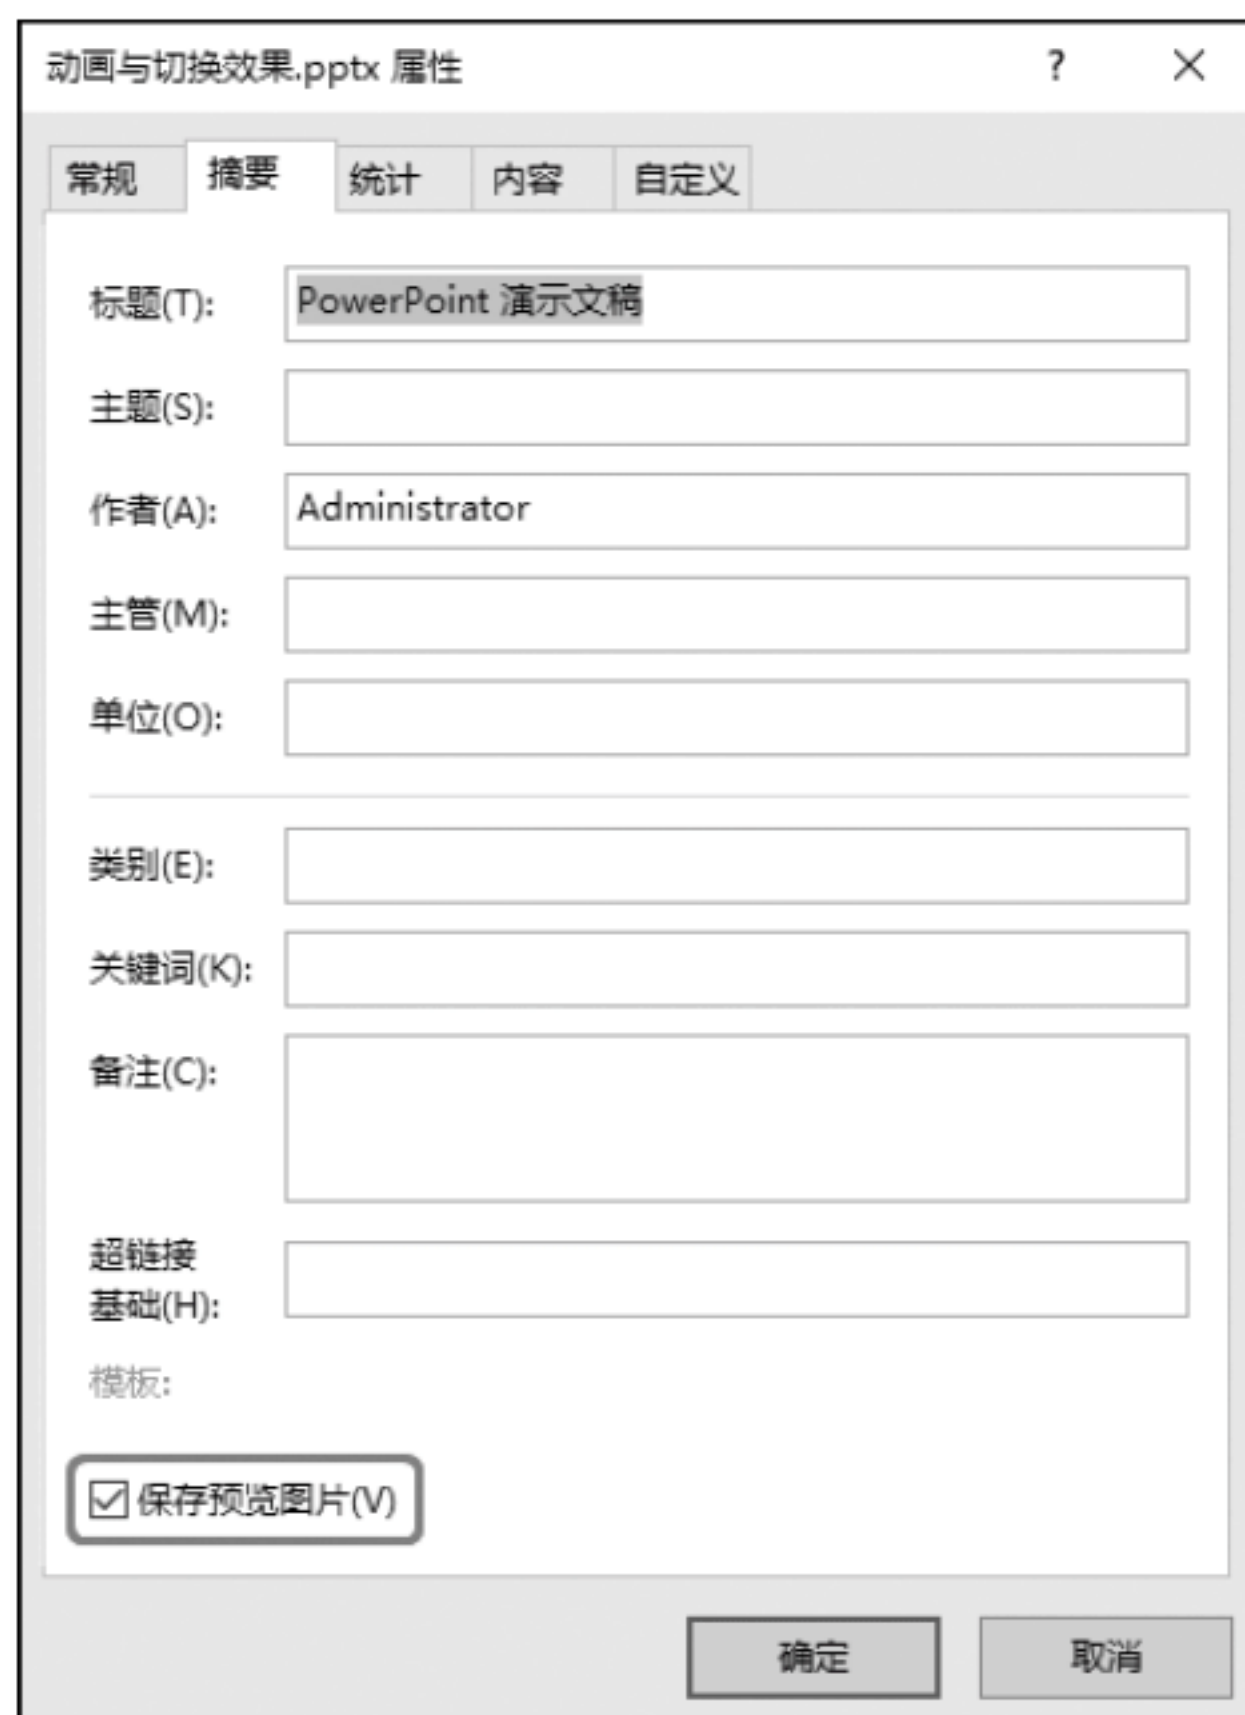 动画与切换效果.pptx 属性 ?
常规 摘要 统计 内容 自定义
标题(T): PowerPoint 演示文稿
主题(S):
作者(A): Administrator
主管(M):
单位(O):
类别(E):
关键词(K):
备注(C):
超链接
基础(H):
模板:
保存预览图片(V)
确定 取消